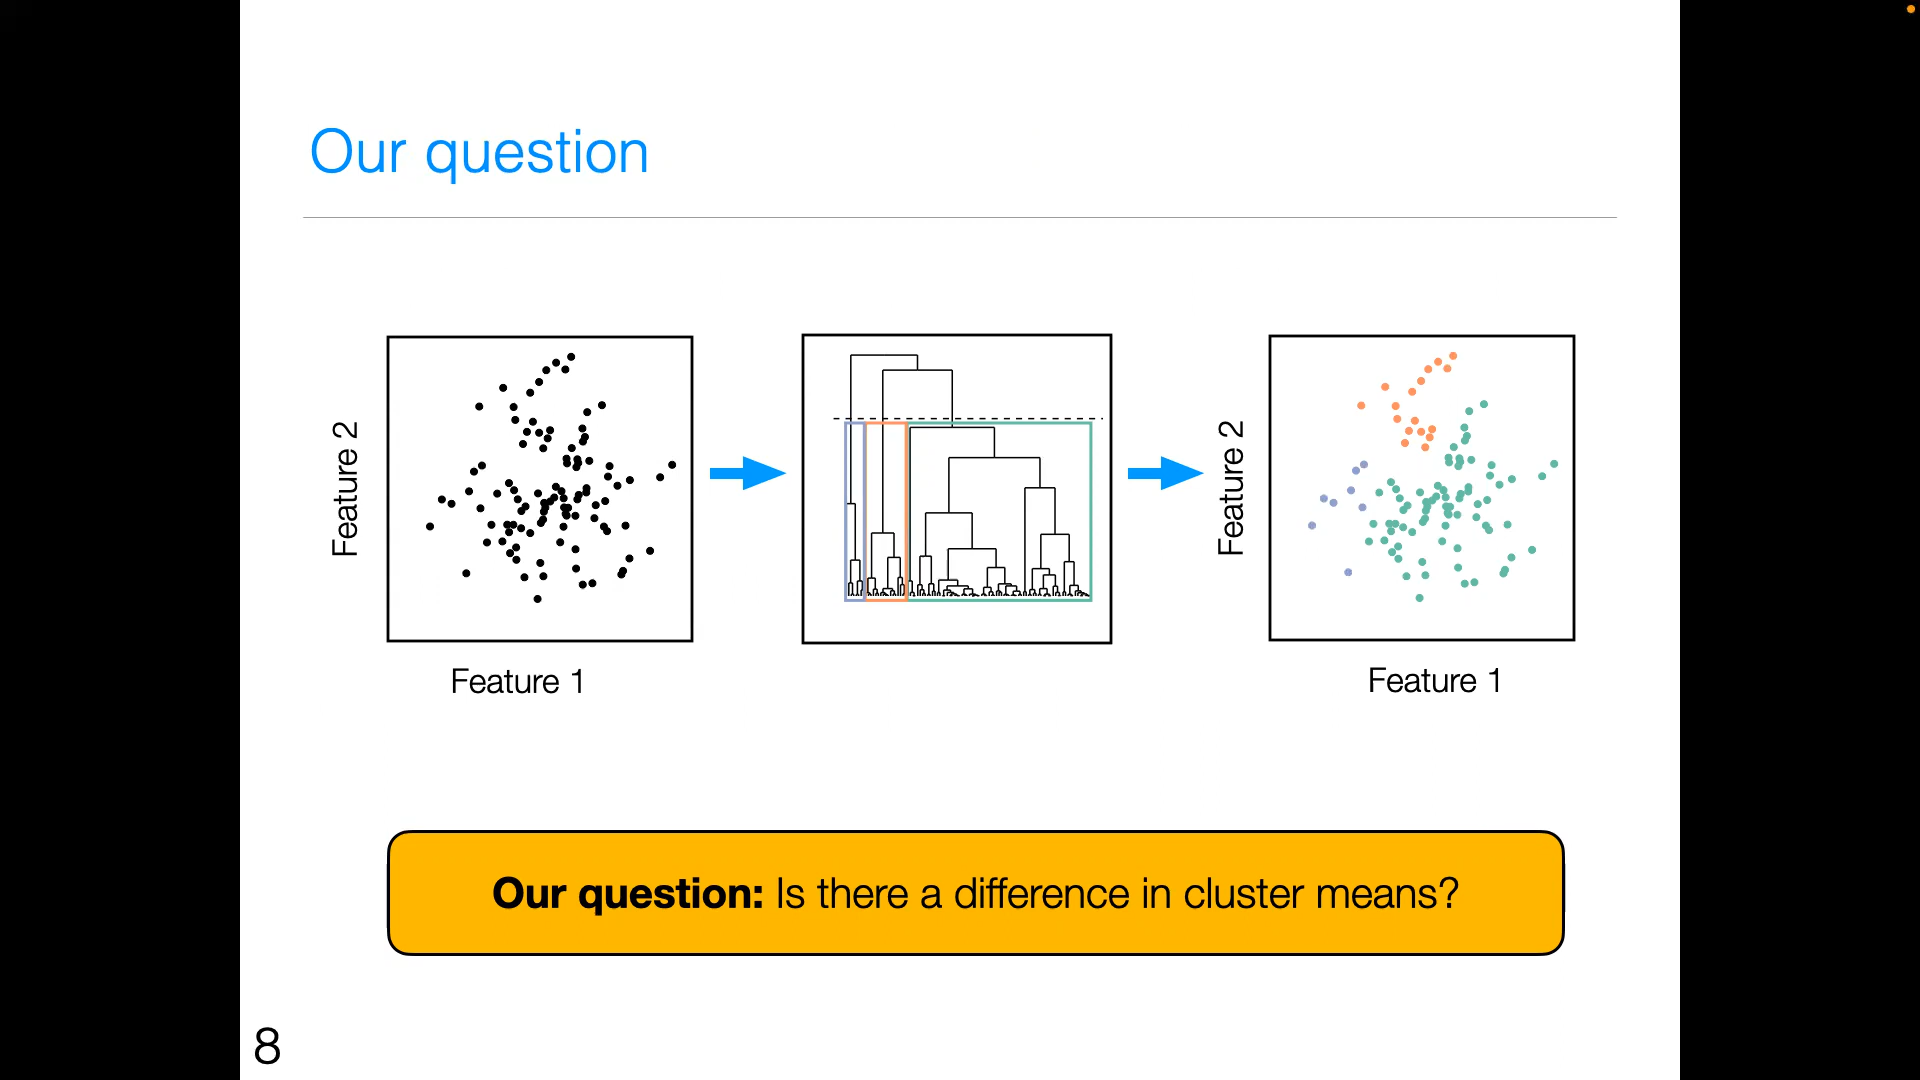 Our question
Feature 2
Feature 1
Feature 2
Feature 1
Our question: Is there a difference in cluster means?
8